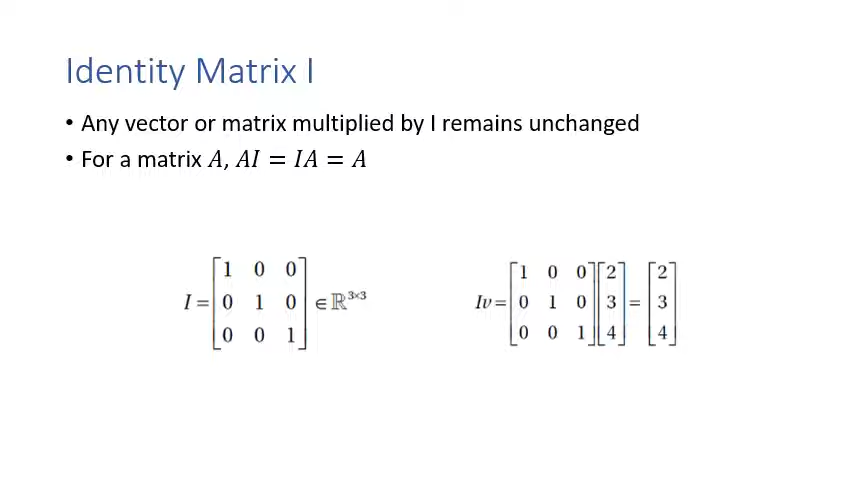 Identity Matrix I
• Any vector or matrix multiplied by I remains unchanged
• For a matrix A, AI = IA = A
I = [1 0 0; 0 1 0; 0 0 1] ∈ ℝ^{3×3}
Iv = [1 0 0; 0 1 0; 0 0 1] [2; 3; 4] = [2; 3; 4]